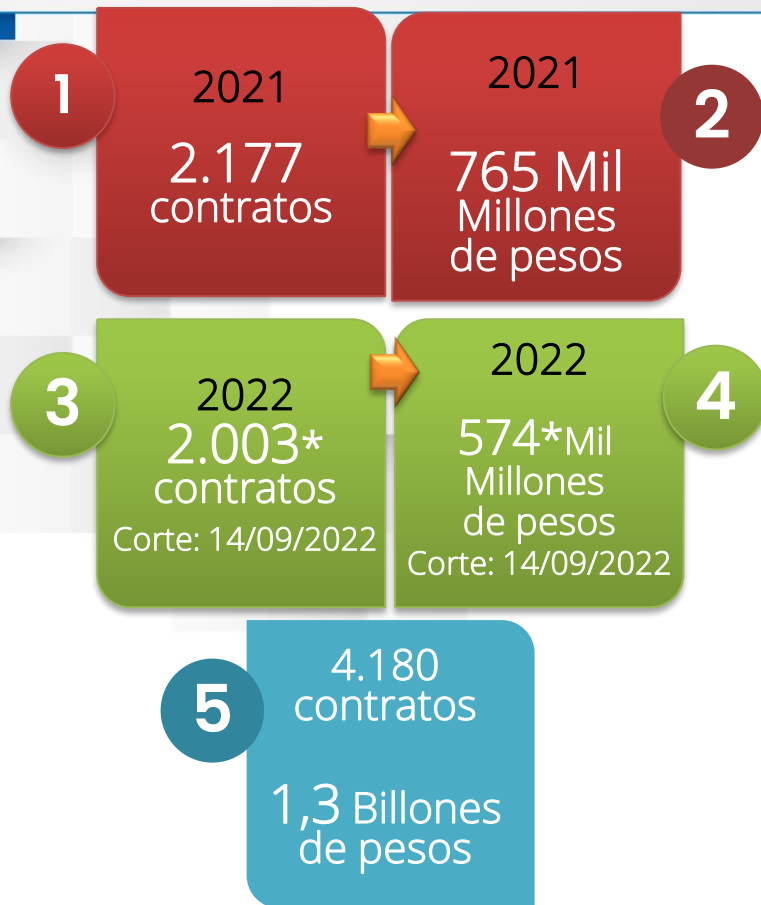 1
2021
2.177
contratos
2
2021
765 Mil
Millones
de pesos
3
2022
2.003*
contratos
Corte: 14/09/2022
4
2022
574*Mil
Millones
de pesos
Corte: 14/09/2022
5
4.180
contratos
1,3 Billones
de pesos